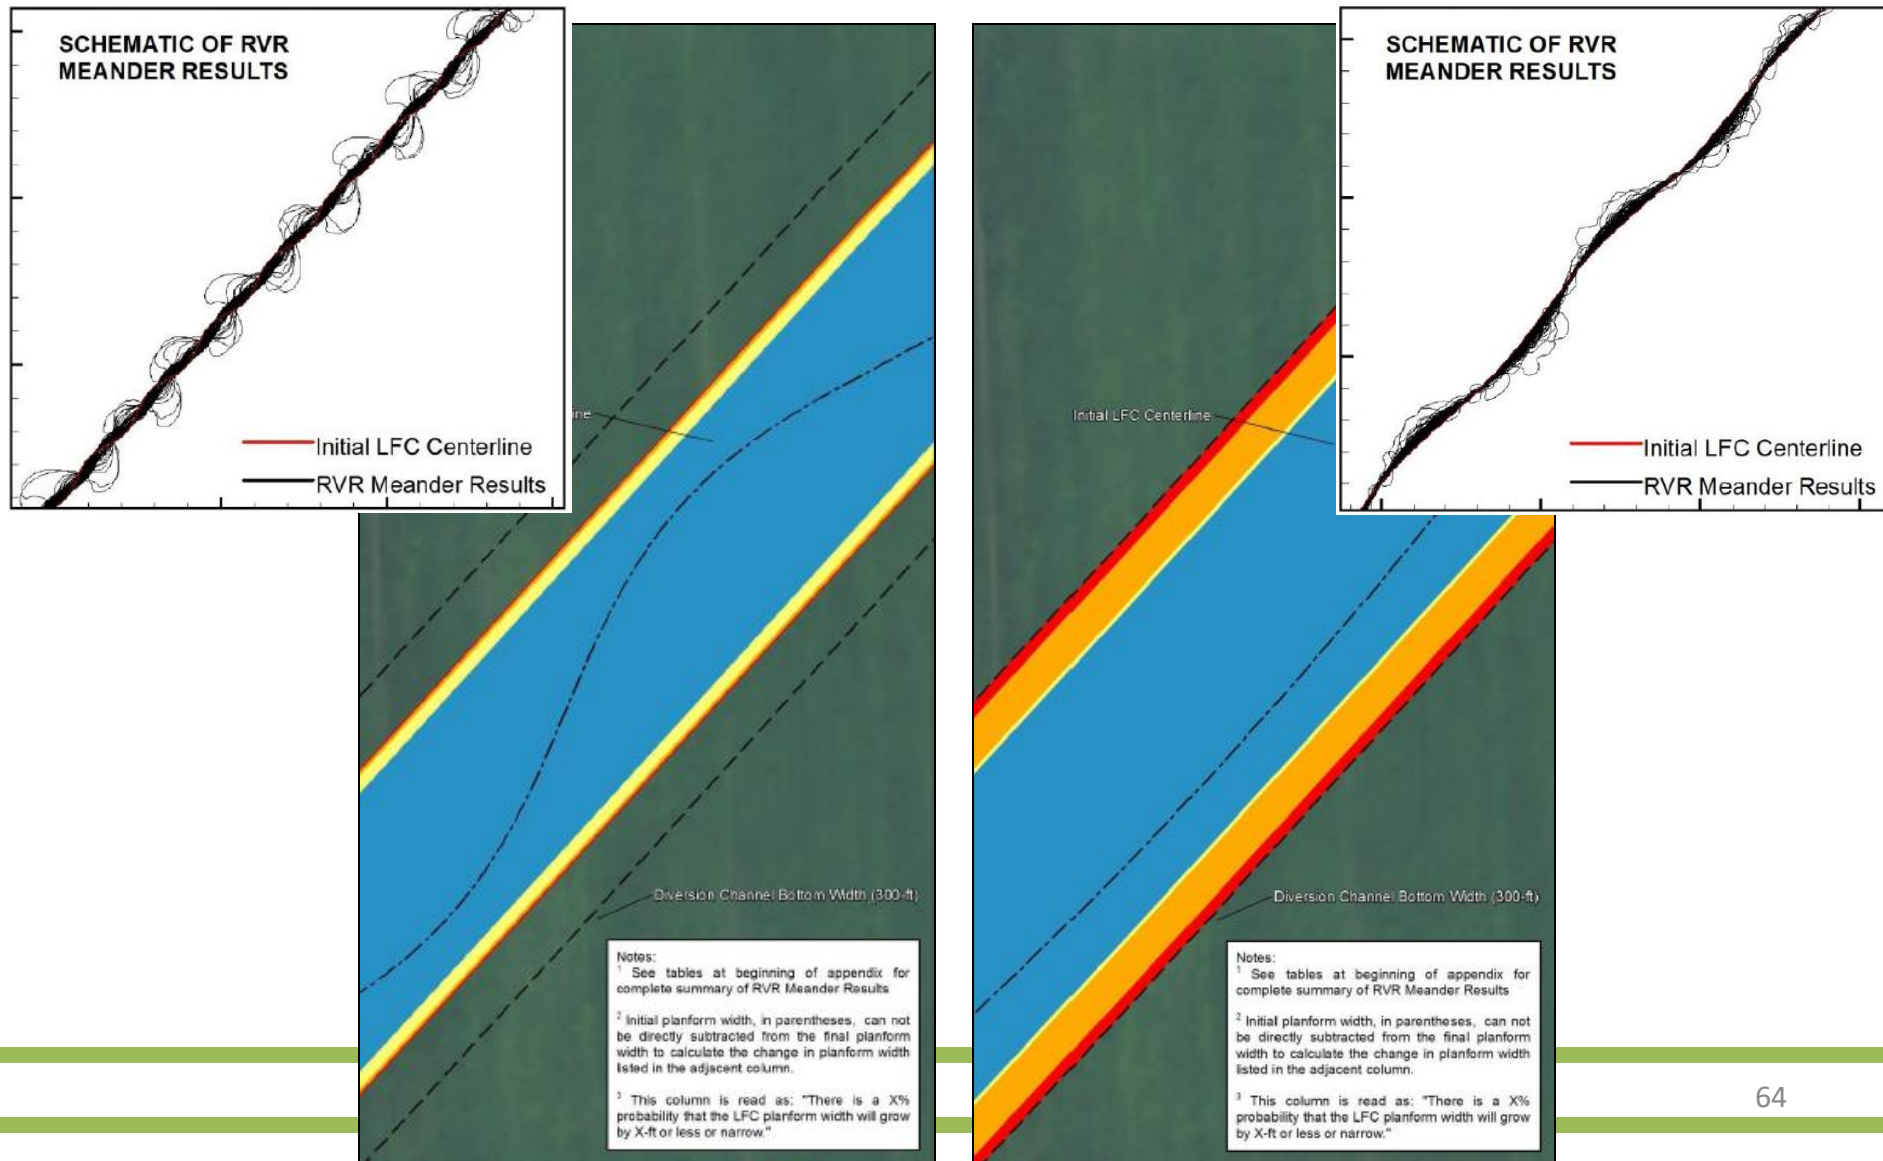 SCHEMATIC OF RVR
MEANDER RESULTS
Initial LFC Centerline
RVR Meander Results
ine
Diversion Channel Bottom Width (300-ft)
Notes:
1 See tables at beginning of appendix for
complete summary of RVR Meander Results
2 Initial planform width, in parentheses, can not
be directly subtracted from the final planform
width to calculate the change in planform width
listed in the adjacent column.
3 This column is read as: "There is a X%
probability that the LFC planform width will grow
by X-ft or less or narrow."
SCHEMATIC OF RVR
MEANDER RESULTS
Initial LFC Centerline
RVR Meander Results
Initial LFC Centerline
Diversion Channel Bottom Width (300-ft)
Notes:
1 See tables at beginning of appendix for
complete summary of RVR Meander Results
2 Initial planform width, in parentheses, can not
be directly subtracted from the final planform
width to calculate the change in planform width
listed in the adjacent column.
3 This column is read as: "There is a X%
probability that the LFC planform width will grow
by X-ft or less or narrow."
64